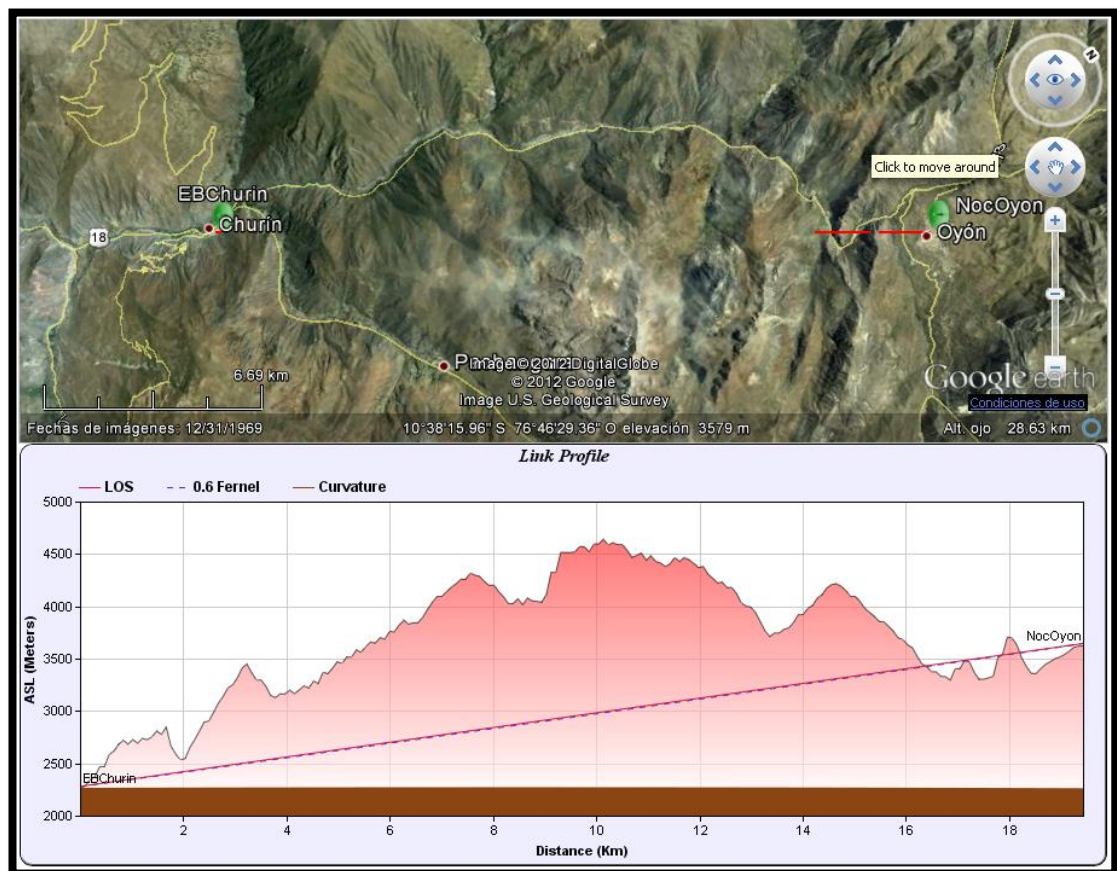 N
Click to move around
EBChurin
Churín
NocOyon
Oyón
18
Image © 2012 DigitalGlobe
© 2012 Google
Image U.S. Geological Survey
6.69 km
Google earth
Condiciones de uso
Fechas de imágenes: 12/31/1969
10°38'15.96" S 76°46'29.36" O elevación 3579 m
Alt. ojo 28.63 km
Link Profile
LOS
0.6 Fernel
Curvature
5000
4500
4000
3500
3000
2500
2000
ASL (Meters)
NocOyon
EBChurin
2
4
6
8
10
12
14
16
18
Distance (Km)